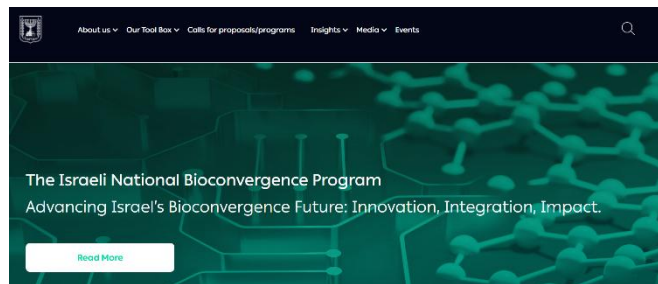 About us Our Tool Box Calls for proposals/programs Insights Media Events
The Israeli National Bioconvergence Program
Advancing Israel's Bioconvergence Future: Innovation, Integration, Impact.
Read More